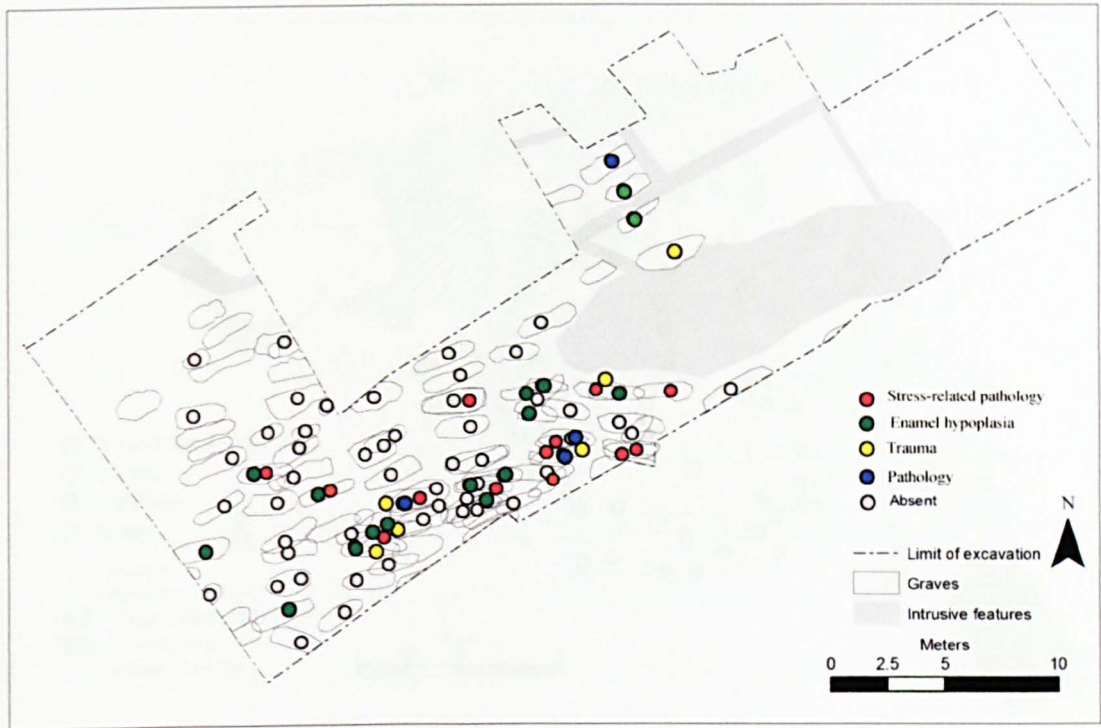 Stress-related pathology
Enamel hypoplasia
Trauma
Pathology
Absent
N
Limit of excavation
Graves
Intrusive features
Meters
0 2.5 5 10